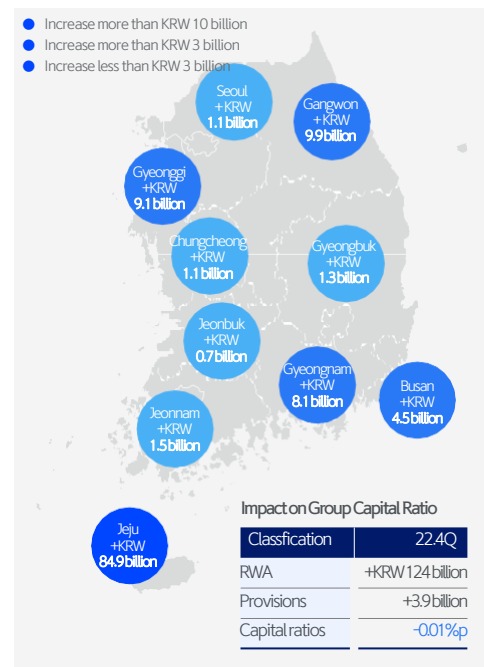 Increase more than KRW 10 billion
Increase more than KRW 3 billion
Increase less than KRW 3 billion
Seoul
+KRW
1.1 billion
Gangwon
+KRW
9.9 billion
Gyeonggi
+KRW
9.1 billion
Chungcheong
+KRW
1.1 billion
Gyeongbuk
+KRW
1.3 billion
Jeonbuk
+KRW
0.7 billion
Gyeongnam
+KRW
8.1 billion
Busan
+KRW
4.5 billion
Jeonnam
+KRW
1.5 billion
Jeju
+KRW
84.9 billion
Impact on Group Capital Ratio
Classfication 22.4Q
RWA +KRW 124 billion
Provisions +3.9 billion
Capital ratios -0.01%p